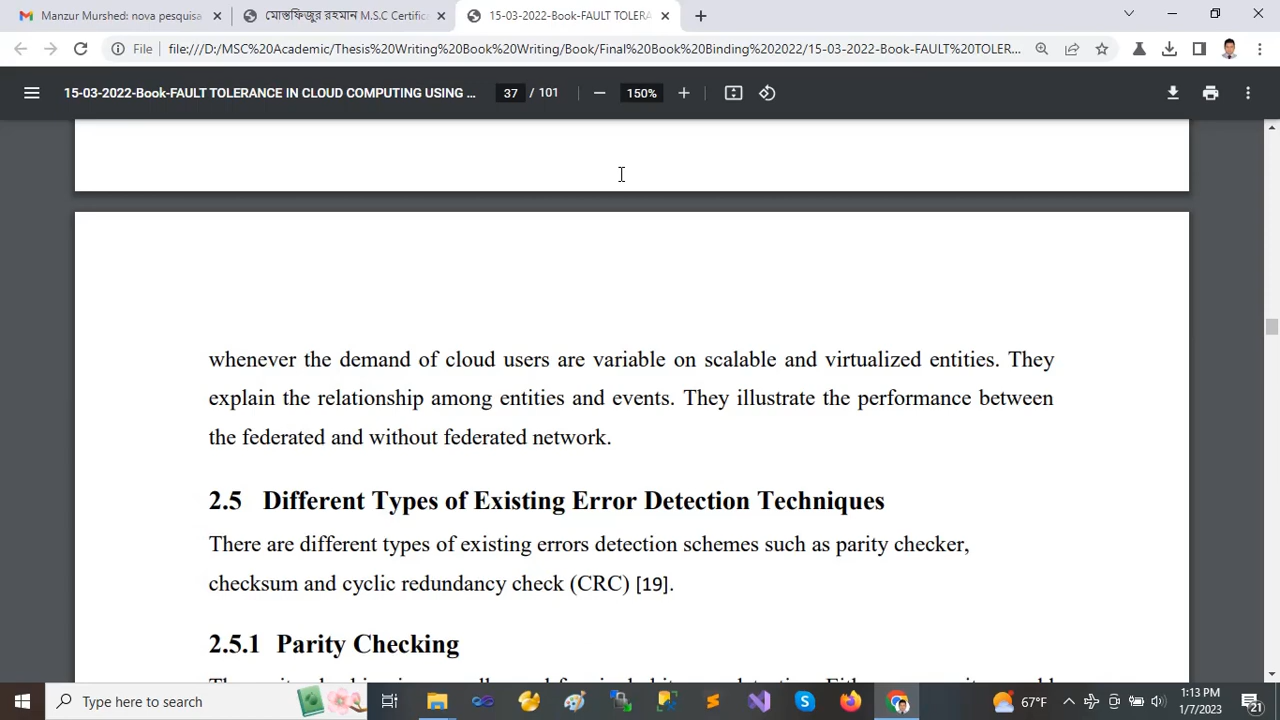 Manzur Murshed: nova pesquisa
মোস্তফিজুর রহমান M.S.C Certific
15-03-2022-Book-FAULT TOLERA
File
file:///D:/MSC%20Academic/Thesis%20Writing%20Book%20Writing/Book/Final%20Book%20Binding%202022/15-03-2022-Book-FAULT%20TOLER...
15-03-2022-Book-FAULT TOLERANCE IN CLOUD COMPUTING USING ...
37 / 101
150%
whenever the demand of cloud users are variable on scalable and virtualized entities. They
explain the relationship among entities and events. They illustrate the performance between
the federated and without federated network.
2.5 Different Types of Existing Error Detection Techniques
There are different types of existing errors detection schemes such as parity checker,
checksum and cyclic redundancy check (CRC) [19].
2.5.1 Parity Checking
Type here to search
67°F
1:13 PM
1/7/2023
21